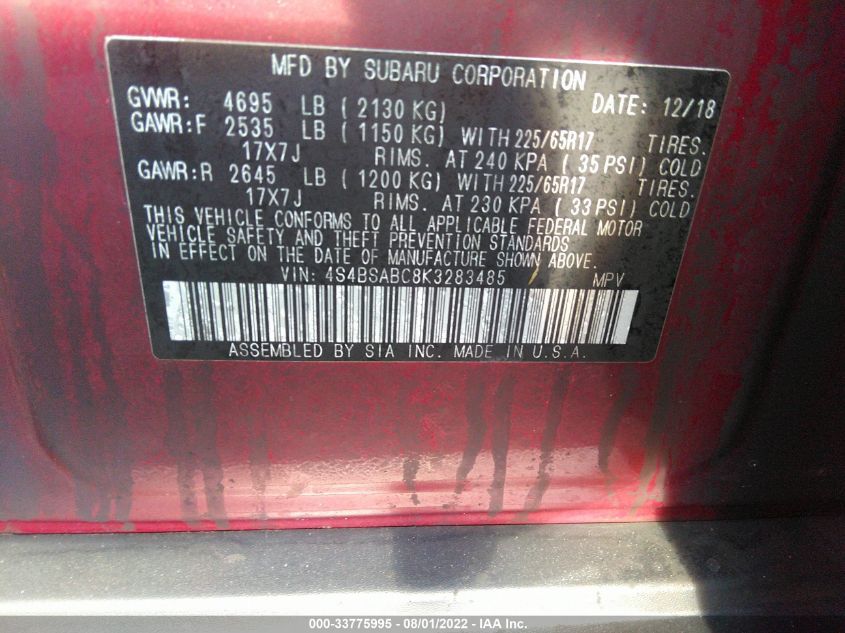 MFD BY SUBARU CORPORATION
GVWR: 4695 LB ( 2130 KG) DATE: 12/18
GAWR:F 2535 LB ( 1150 KG) WITH 225/65R17 TIRES.
17X7J RIMS. AT 240 KPA ( 35 PSI) COLD
GAWR:R 2645 LB ( 1200 KG) WITH 225/65R17 TIRES.
17X7J RIMS. AT 230 KPA ( 33 PSI) COLD
THIS VEHICLE CONFORMS TO ALL APPLICABLE FEDERAL MOTOR
VEHICLE SAFETY AND THEFT PREVENTION STANDARDS
IN EFFECT ON THE DATE OF MANUFACTURE SHOWN ABOVE.
VIN: 4S4BSABC8K3283485 MPV
ASSEMBLED BY SIA INC. MADE IN U.S.A.
000-33775995 - 08/01/2022 - IAA Inc.